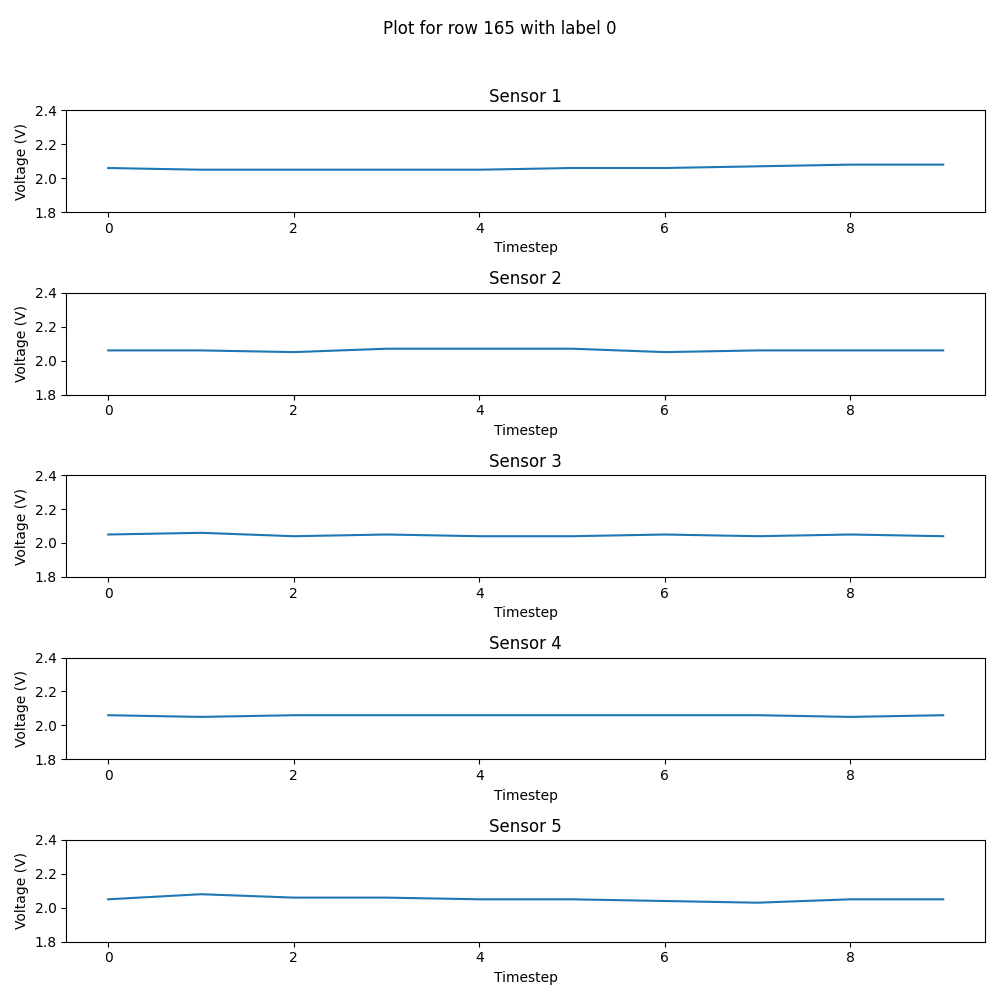 Plot for row 165 with label 0
Sensor 1
Voltage (V)
2.4
2.2
2.0
1.8
0 2 4 6 8
Timestep
Sensor 2
Voltage (V)
2.4
2.2
2.0
1.8
0 2 4 6 8
Timestep
Sensor 3
Voltage (V)
2.4
2.2
2.0
1.8
0 2 4 6 8
Timestep
Sensor 4
Voltage (V)
2.4
2.2
2.0
1.8
0 2 4 6 8
Timestep
Sensor 5
Voltage (V)
2.4
2.2
2.0
1.8
0 2 4 6 8
Timestep